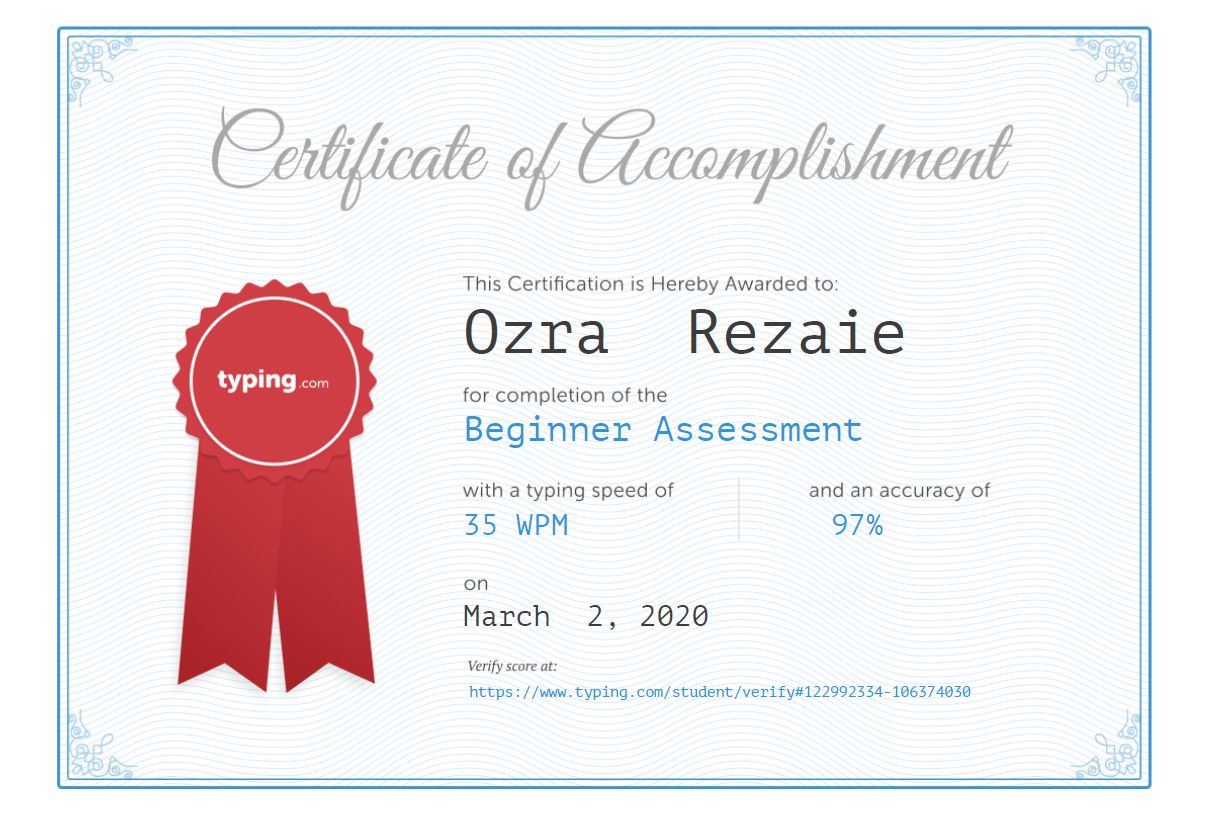 Certificate of Accomplishment
This Certification is Hereby Awarded to:
Ozra Rezaie
typing.com
for completion of the
Beginner Assessment
with a typing speed of
35 WPM
and an accuracy of
97%
on
March 2, 2020
Verify score at:
https://www.typing.com/student/verify#122992334-106374030